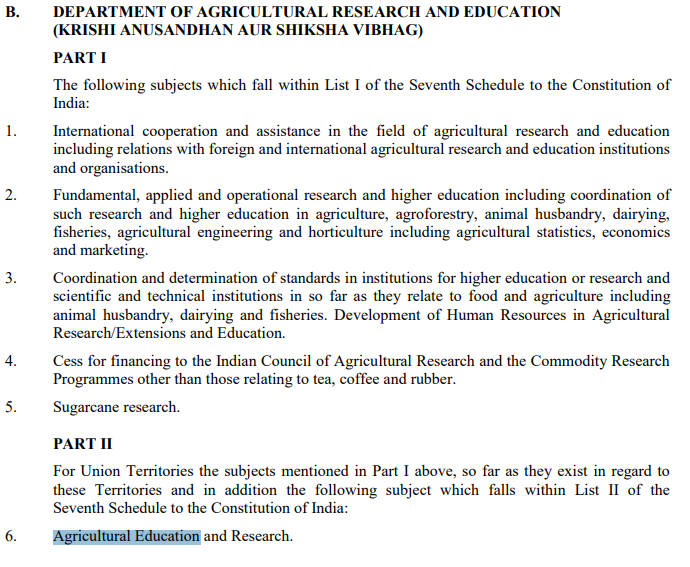 B. DEPARTMENT OF AGRICULTURAL RESEARCH AND EDUCATION
(KRISHI ANUSANDHAN AUR SHIKSHA VIBHAG)
PART I
The following subjects which fall within List I of the Seventh Schedule to the Constitution of
India:
1. International cooperation and assistance in the field of agricultural research and education
including relations with foreign and international agricultural research and education institutions
and organisations.
2. Fundamental, applied and operational research and higher education including coordination of
such research and higher education in agriculture, agroforestry, animal husbandry, dairying,
fisheries, agricultural engineering and horticulture including agricultural statistics, economics
and marketing.
3. Coordination and determination of standards in institutions for higher education or research and
scientific and technical institutions in so far as they relate to food and agriculture including
animal husbandry, dairying and fisheries. Development of Human Resources in Agricultural
Research/Extensions and Education.
4. Cess for financing to the Indian Council of Agricultural Research and the Commodity Research
Programmes other than those relating to tea, coffee and rubber.
5. Sugarcane research.
PART II
For Union Territories the subjects mentioned in Part I above, so far as they exist in regard to
these Territories and in addition the following subject which falls within List II of the
Seventh Schedule to the Constitution of India:
6. Agricultural Education and Research.